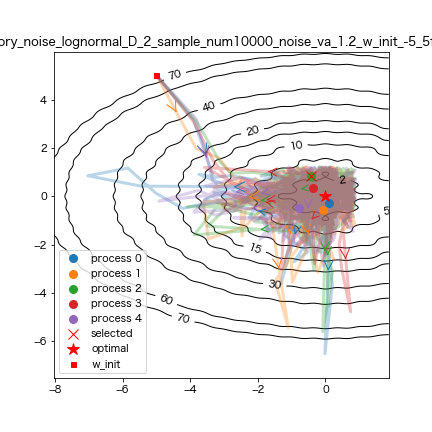 ory_noise_lognormal_D_2_sample_num10000_noise_va_1.2_w_init_-5_5
70
40
20
10
2
5
15
30
60
70
4
2
0
−2
−4
−6
−8
−6
−4
−2
0
process 0
process 1
process 2
process 3
process 4
selected
optimal
w_init